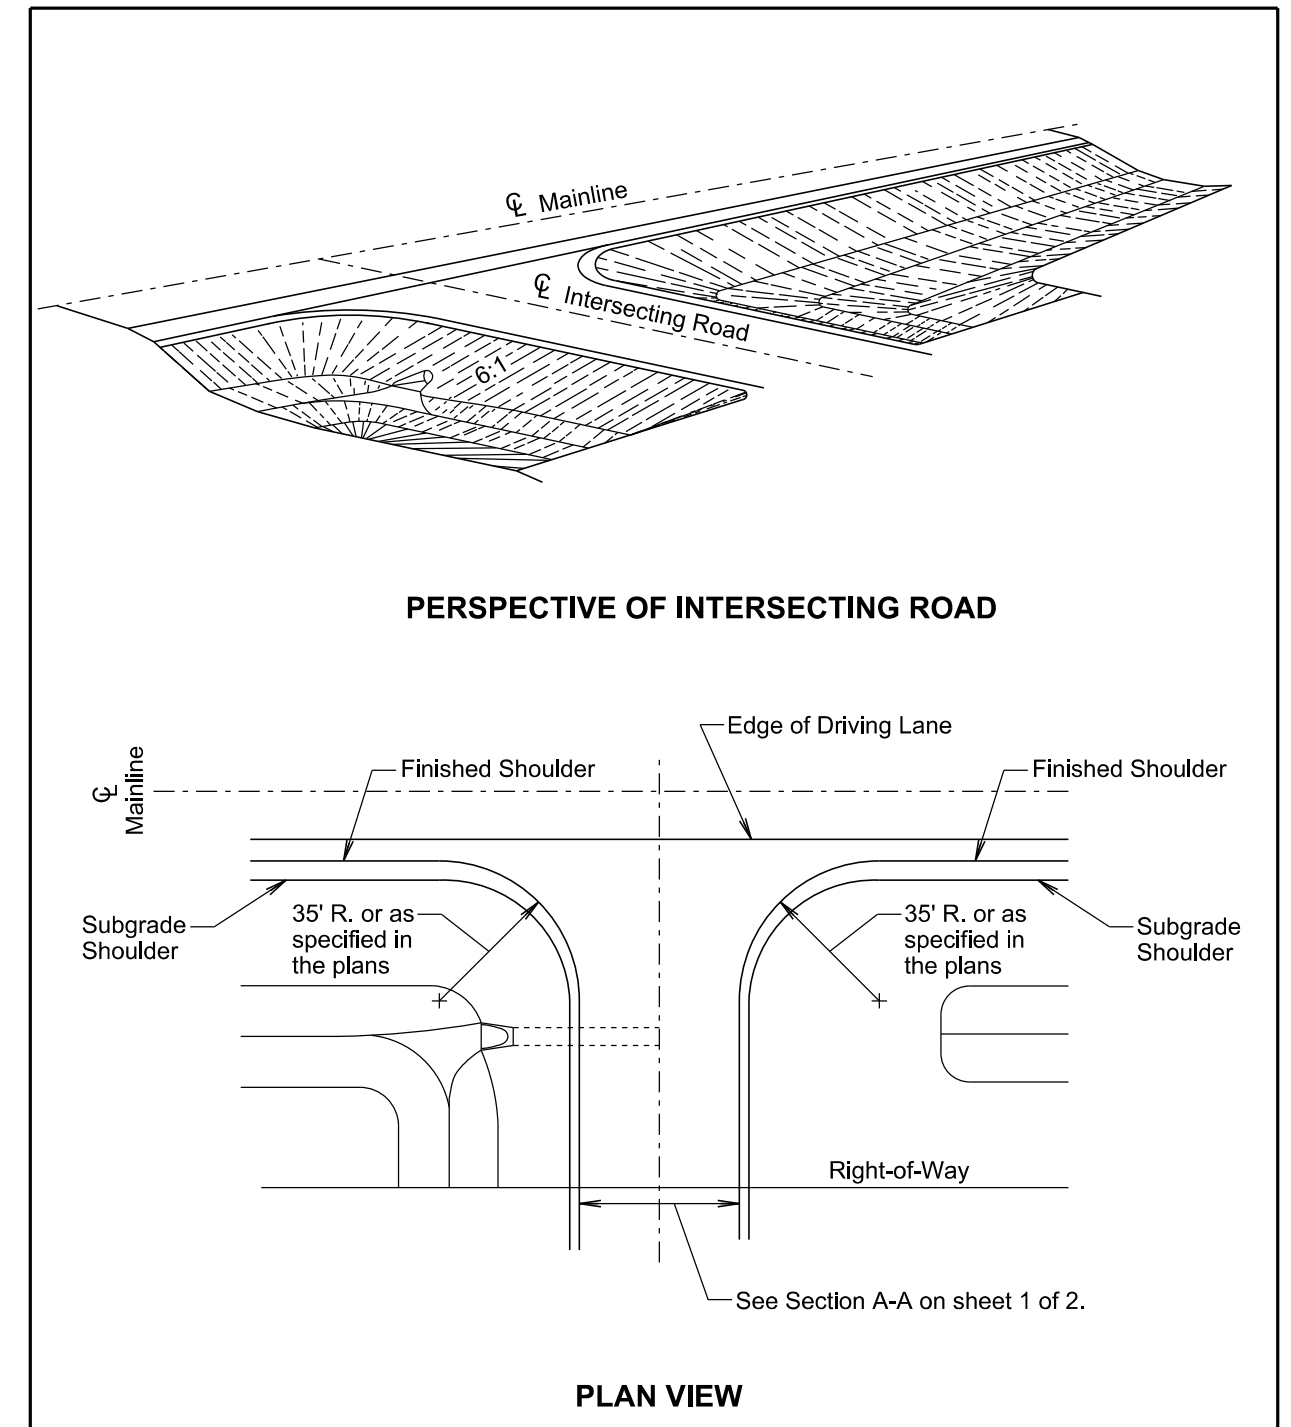 ℄ Mainline
℄ Intersecting Road
6:1
PERSPECTIVE OF INTERSECTING ROAD
Edge of Driving Lane
℄ Mainline
Finished Shoulder
Finished Shoulder
Subgrade
Shoulder
35' R. or as
specified in
the plans
35' R. or as
specified in
the plans
Subgrade
Shoulder
Right-of-Way
See Section A-A on sheet 1 of 2.
PLAN VIEW